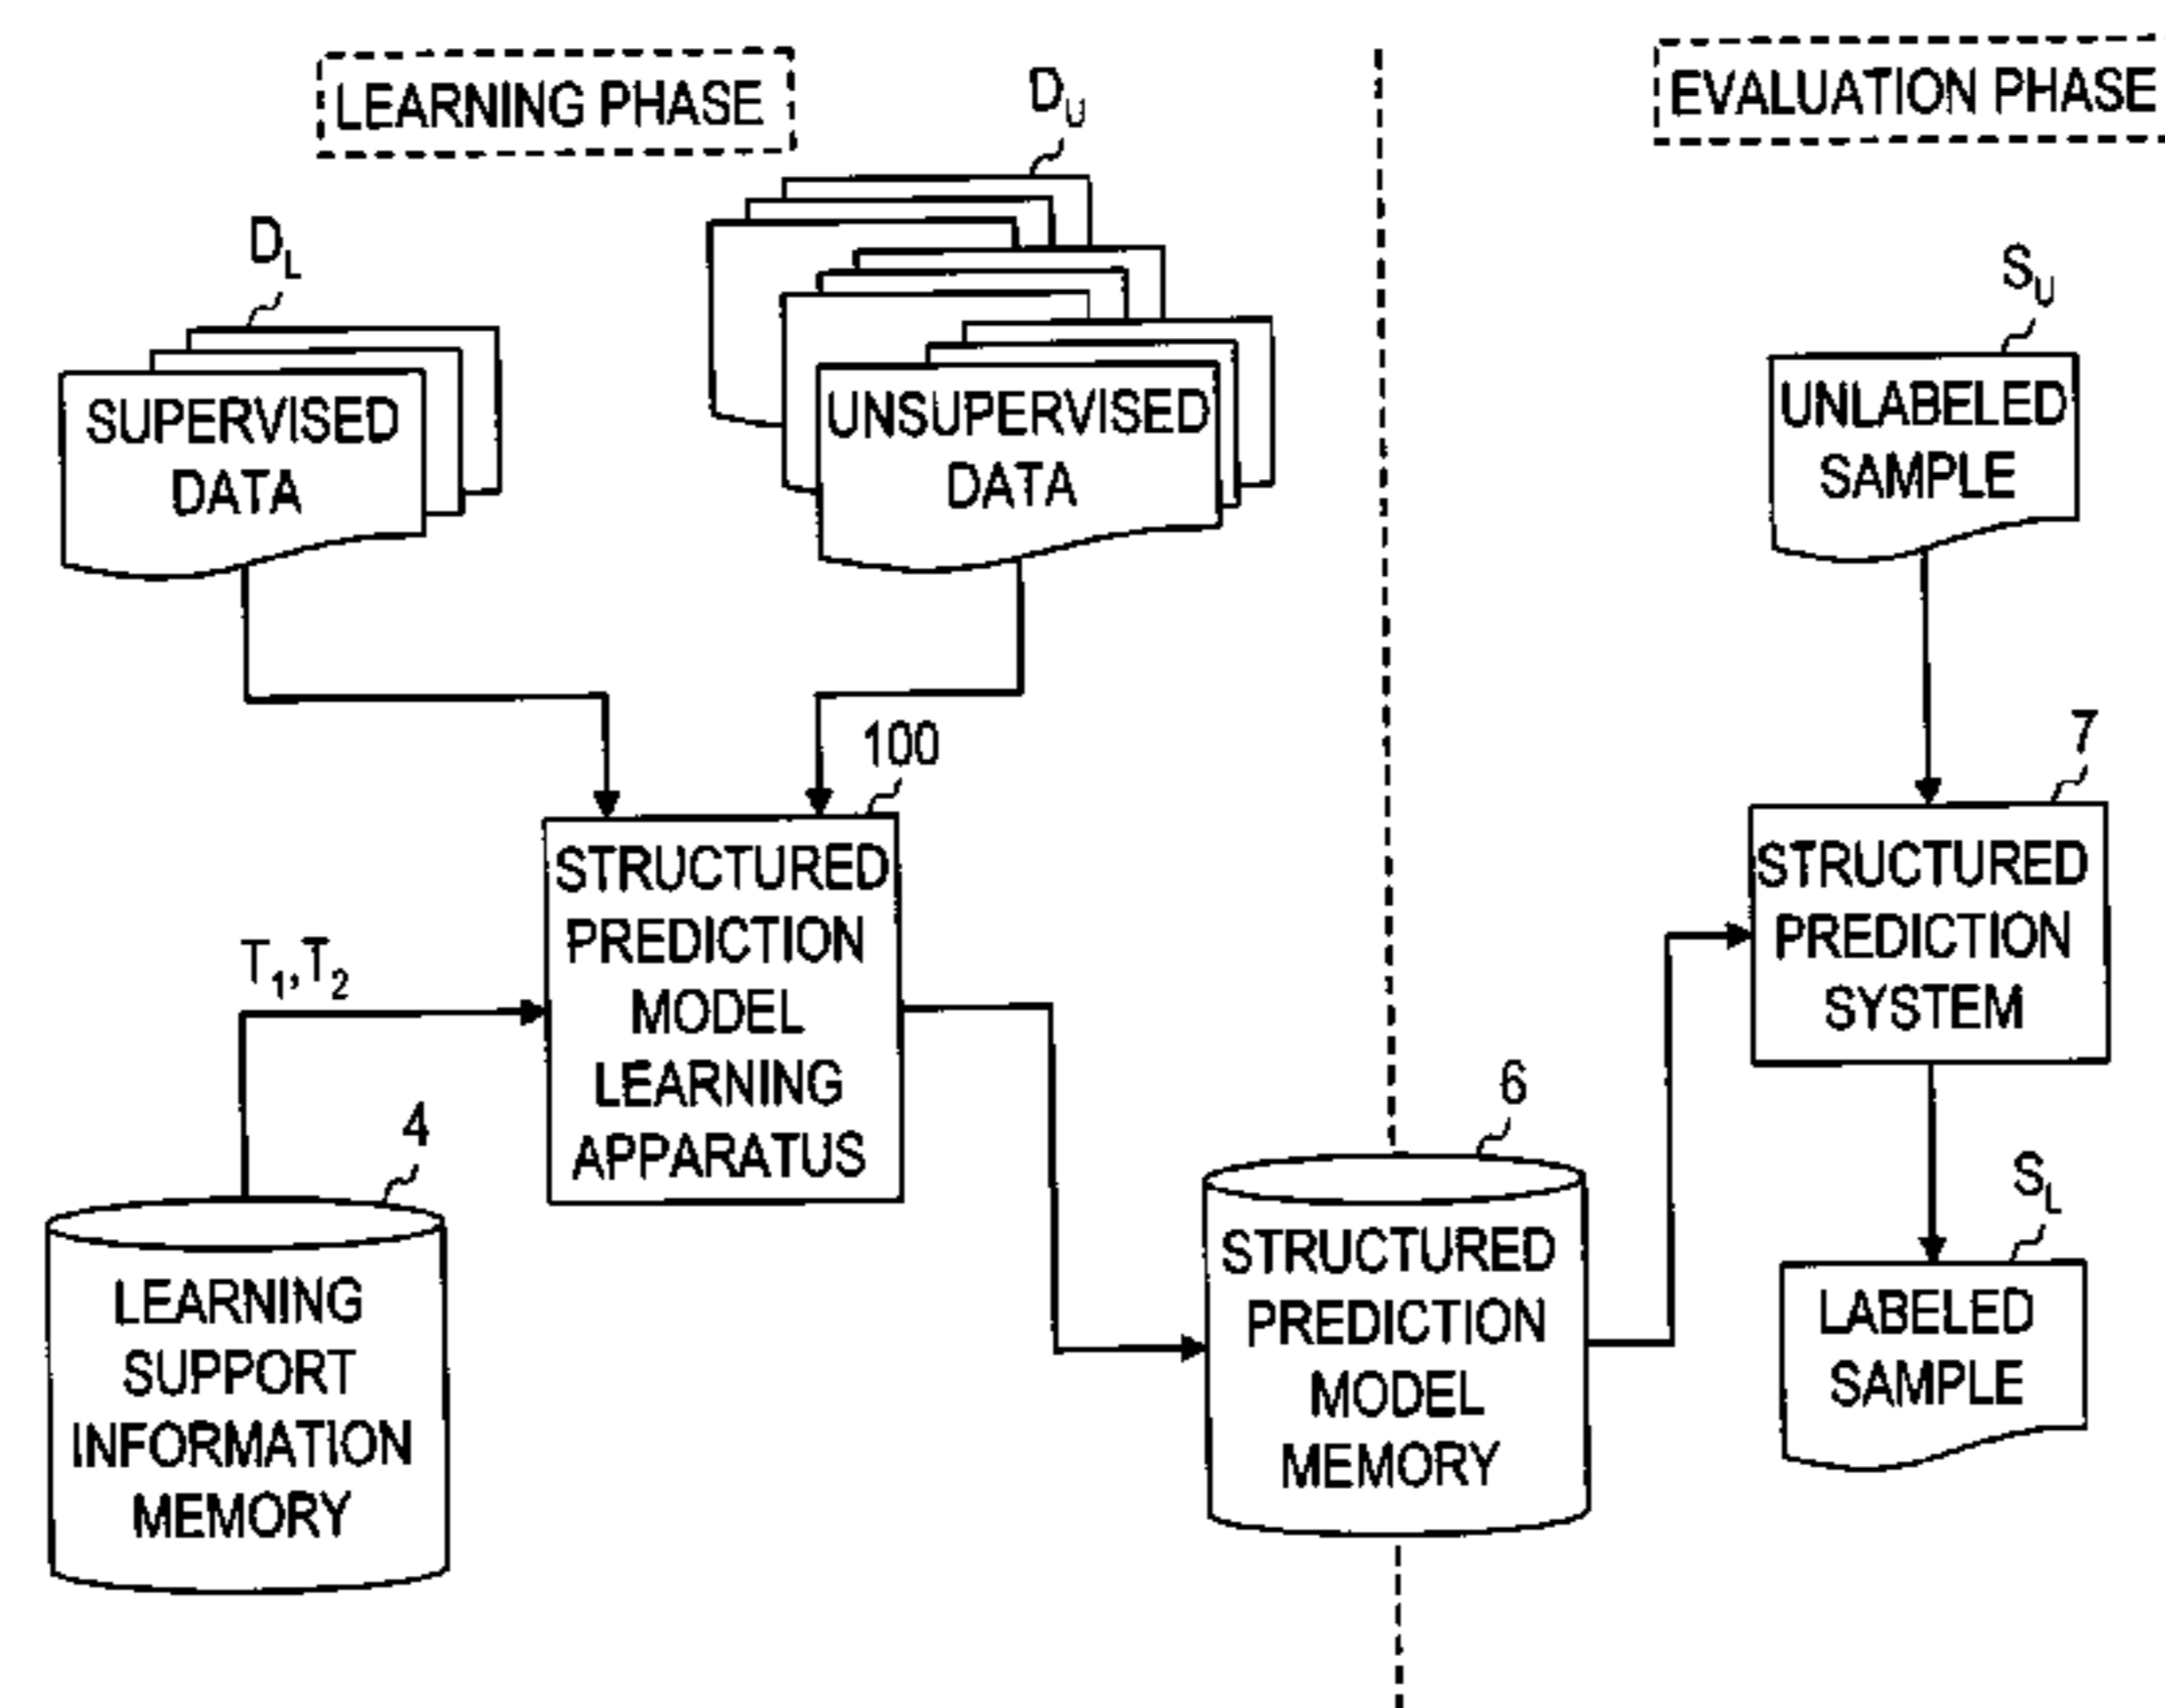 LEARNING PHASE
D_U
EVALUATION PHASE
D_L
S_U
SUPERVISED
DATA
UNSUPERVISED
DATA
UNLABELED
SAMPLE
100
7
STRUCTURED
PREDICTION
MODEL
LEARNING
APPARATUS
STRUCTURED
PREDICTION
SYSTEM
T_1,T_2
4
6
S_L
LEARNING
SUPPORT
INFORMATION
MEMORY
STRUCTURED
PREDICTION
MODEL
MEMORY
LABELED
SAMPLE